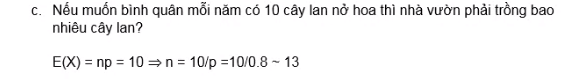 c. Nếu muốn bình quân mỗi năm có 10 cây lan nở hoa thì nhà vườn phải trồng bao
nhiêu cây lan?
E(X) = np = 10 ⇒ n = 10/p =10/0.8 ~ 13